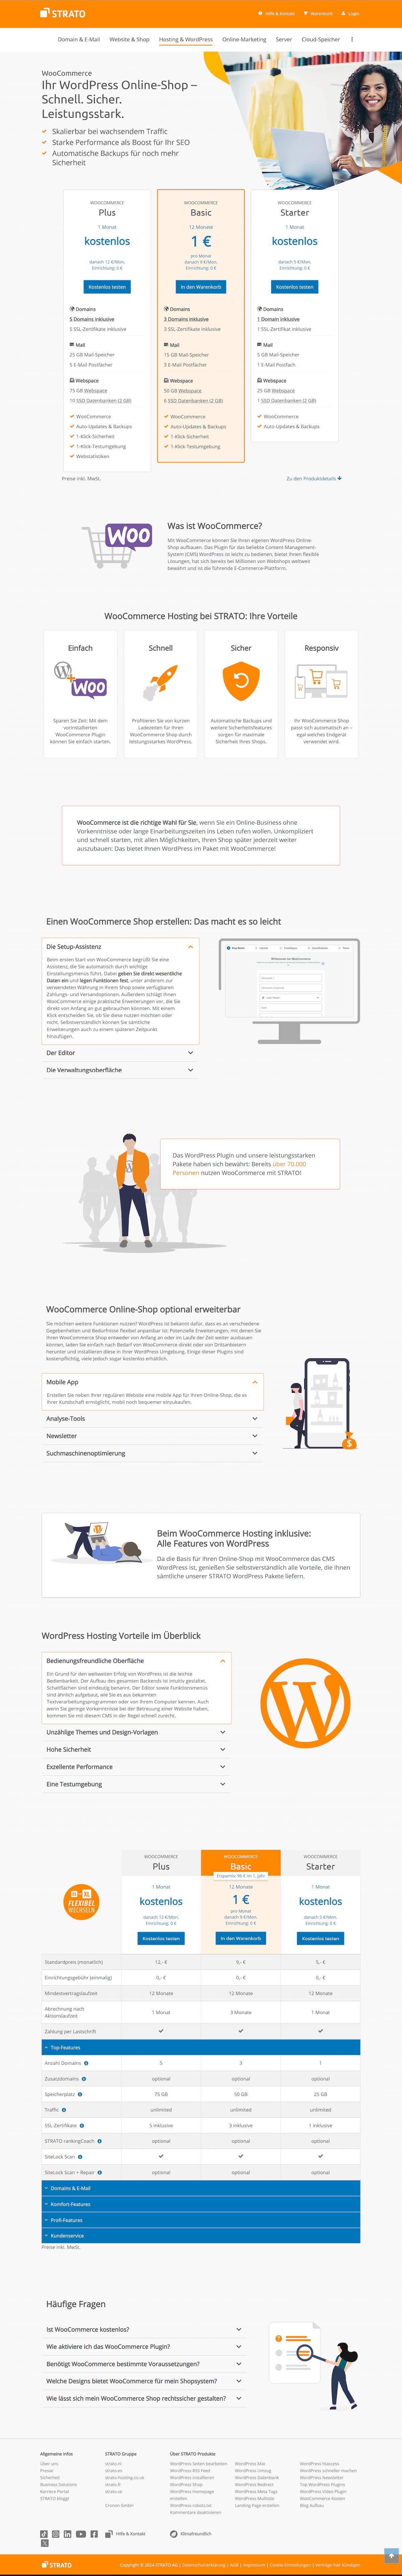 STRATO
Hilfe & Kontakt
Warenkorb
Login
Domain & E-Mail
Website & Shop
Hosting & WordPress
Online-Marketing
Server
Cloud-Speicher
WooCommerce
Ihr WordPress Online-Shop –
Schnell. Sicher.
Leistungsstark.
Skalierbar bei wachsendem Traffic
Starke Performance als Boost für Ihr SEO
Automatische Backups für noch mehr
Sicherheit
WOOCOMMERCE
Plus
1 Monat
kostenlos
danach 12 €/Mon.
Einrichtung: 0 €
Kostenlos testen
Domains
5 Domains inklusive
5 SSL-Zertifikate inklusive
Mail
25 GB Mail-Speicher
5 E-Mail Postfächer
Webspace
75 GB Webspace
10 SSD Datenbanken (2 GB)
WooCommerce
Auto-Updates & Backups
1-Klick-Sicherheit
1-Klick-Testumgebung
Webstatistiken
WOOCOMMERCE
Basic
12 Monate
1 €
pro Monat
danach 9 €/Mon.
Einrichtung: 0 €
In den Warenkorb
Domains
3 Domains inklusive
3 SSL-Zertifikate inklusive
Mail
15 GB Mail-Speicher
3 E-Mail Postfächer
Webspace
50 GB Webspace
6 SSD Datenbanken (2 GB)
WooCommerce
Auto-Updates & Backups
1-Klick-Sicherheit
1-Klick-Testumgebung
WOOCOMMERCE
Starter
1 Monat
kostenlos
danach 5 €/Mon.
Einrichtung: 0 €
Kostenlos testen
Domains
1 Domain inklusive
1 SSL-Zertifikat inklusive
Mail
5 GB Mail-Speicher
1 E-Mail Postfach
Webspace
25 GB Webspace
1 SSD Datenbanken (2 GB)
WooCommerce
Auto-Updates & Backups
Preise inkl. MwSt.
Zu den Produktdetails
WOO
Was ist WooCommerce?
Mit WooCommerce können Sie Ihren eigenen WordPress Online-
Shop aufbauen. Das Plugin für das beliebte Content Management-
System (CMS) WordPress ist leicht zu bedienen, bietet Ihnen flexible
Lösungen, hat sich bereits bei Millionen von Webshops weltweit
bewährt und ist die führende E-Commerce-Plattform.
WooCommerce Hosting bei STRATO: Ihre Vorteile
Einfach
WOO
Sparen Sie Zeit: Mit dem
vorinstallierten
WooCommerce Plugin
können Sie einfach starten.
Schnell
Profitieren Sie von kurzen
Ladezeiten für Ihren
WooCommerce Shop durch
leistungsstarkes WordPress.
Sicher
Automatische Backups und
weitere Sicherheitsfeatures
sorgen für maximale
Sicherheit Ihres Shops.
Responsiv
Ihr WooCommerce Shop
passt sich automatisch an –
egal welches Endgerät
verwendet wird.
WooCommerce ist die richtige Wahl für Sie, wenn Sie ein Online-Business ohne
Vorkenntnisse oder lange Einarbeitungszeiten ins Leben rufen wollen. Unkompliziert
und schnell starten, mit allen Möglichkeiten, Ihren Shop später jederzeit weiter
auszubauen: Das bietet Ihnen WordPress im Paket mit WooCommerce!
Einen WooCommerce Shop erstellen: Das macht es so leicht
Die Setup-Assistenz
Beim ersten Start von WooCommerce begrüßt Sie eine
Assistenz, die Sie automatisch durch wichtige
Einstellungsmenüs führt. Dabei geben Sie direkt wesentliche
Daten ein und legen Funktionen fest, unter anderem zur
verwendeten Währung in Ihrem Shop sowie verfügbaren
Zahlungs- und Versandoptionen. Außerdem schlägt Ihnen
WooCommerce einige praktische Erweiterungen vor, die Sie
direkt von Anfang an gut gebrauchen können. Mit einem
Klick entscheiden Sie, ob Sie diese nutzen möchten oder
nicht. Selbstverständlich können Sie sämtliche
Erweiterungen auch zu einem späteren Zeitpunkt
hinzufügen.
Der Editor
Die Verwaltungsoberfläche
Das WordPress Plugin und unsere leistungsstarken
Pakete haben sich bewährt: Bereits über 70.000
Personen nutzen WooCommerce mit STRATO!
WooCommerce Online-Shop optional erweiterbar
Sie möchten weitere Funktionen nutzen? WordPress ist bekannt dafür, dass es an verschiedene
Gegebenheiten und Bedürfnisse flexibel anpassbar ist: Potenzielle Erweiterungen, mit denen Sie
Ihren WooCommerce Shop entweder von Anfang an oder im Laufe der Zeit weiter ausbauen
können, laden Sie einfach nach Bedarf von WooCommerce direkt oder von Drittanbietern
herunter und installieren diese in Ihrer WordPress Umgebung. Einige dieser Plugins sind
kostenpflichtig, viele jedoch sogar kostenlos erhältlich.
Mobile App
Erstellen Sie neben Ihrer regulären Website eine mobile App für Ihren Online-Shop, die es
Ihrer Kundschaft ermöglicht, mobil noch bequemer einzukaufen.
Analyse-Tools
Newsletter
Suchmaschinenoptimierung
Beim WooCommerce Hosting inklusive:
Alle Features von WordPress
Da die Basis für Ihren Online-Shop mit WooCommerce das CMS
WordPress ist, genießen Sie selbstverständlich alle Vorteile, die Ihnen
sämtliche unserer STRATO WordPress Pakete liefern.
WordPress Hosting Vorteile im Überblick
Bedienungsfreundliche Oberfläche
Ein Grund für den weltweiten Erfolg von WordPress ist die leichte
Bedienbarkeit. Der Aufbau des gesamten Backends ist intuitiv gestaltet,
Schaltflächen sind eindeutig benannt. Der Editor sowie Funktionsmenüs
sind ähnlich aufgebaut, wie Sie es aus bekannten
Textverarbeitungsprogrammen oder von Ihrem Computer kennen. Auch
wenn Sie geringe Vorkenntnisse bei der Betreuung einer Website haben,
kommen Sie mit diesem CMS in der Regel schnell zurecht.
Unzählige Themes und Design-Vorlagen
Hohe Sicherheit
Exzellente Performance
Eine Testumgebung
FLEXIBEL
WECHSELN
WOOCOMMERCE
Plus
1 Monat
kostenlos
danach 12 €/Mon.
Einrichtung: 0 €
Kostenlos testen
WOOCOMMERCE
Basic
Ersparnis: 96 € im 1. Jahr
12 Monate
1 €
pro Monat
danach 9 €/Mon.
Einrichtung: 0 €
In den Warenkorb
WOOCOMMERCE
Starter
1 Monat
kostenlos
danach 5 €/Mon.
Einrichtung: 0 €
Kostenlos testen
Standardpreis (monatlich) 12,- € 9,- € 5,- €
Einrichtungsgebühr (einmalig) 0,- € 0,- € 0,- €
Mindestvertragslaufzeit 12 Monate 12 Monate 12 Monate
Abrechnung nach
Aktionslaufzeit 1 Monat 3 Monate 1 Monat
Zahlung per Lastschrift
Top-Features
Anzahl Domains 5 3 1
Zusatzdomains optional optional optional
Speicherplatz 75 GB 50 GB 25 GB
Traffic unlimited unlimited unlimited
SSL-Zertifikate 5 inklusive 3 inklusive 1 inklusive
STRATO rankingCoach optional optional optional
SiteLock Scan
SiteLock Scan + Repair optional optional optional
Domains & E-Mail
Komfort-Features
Profi-Features
Kundenservice
Preise inkl. MwSt.
Häufige Fragen
Ist WooCommerce kostenlos?
Wie aktiviere ich das WooCommerce Plugin?
Benötigt WooCommerce bestimmte Voraussetzungen?
Welche Designs bietet WooCommerce für mein Shopsystem?
Wie lässt sich mein WooCommerce Shop rechtssicher gestalten?
Allgemeine Infos
Über uns
Presse
Sicherheit
Business Solutions
Karriere Portal
STRATO bloggt
STRATO Gruppe
strato.nl
strato.es
strato-hosting.co.uk
strato.fr
strato.se
Cronon GmbH
Über STRATO Produkte
WordPress Seiten bearbeiten
WordPress RSS Feed
WordPress installieren
WordPress Shop
WordPress Homepage
erstellen
WordPress robots.txt
Kommentare deaktivieren
WordPress Mac
WordPress Umzug
WordPress Datenbank
WordPress Redirect
WordPress Meta Tags
WordPress Multisite
Landing Page erstellen
WordPress htaccess
WordPress schneller machen
WordPress Newsletter
Top WordPress Plugins
WordPress Video Plugin
WooCommerce Kosten
Blog Aufbau
Hilfe & Kontakt
Klimafreundlich
STRATO
Copyright © 2024 STRATO AG | Datenschutzerklärung | AGB | Impressum | Cookie-Einstellungen | Verträge hier kündigen